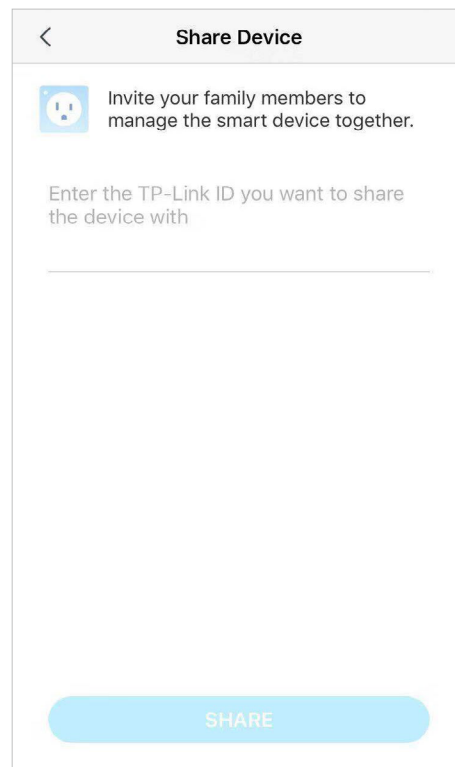 Share Device
Invite your family members to
manage the smart device together.
Enter the TP-Link ID you want to share
the device with
SHARE